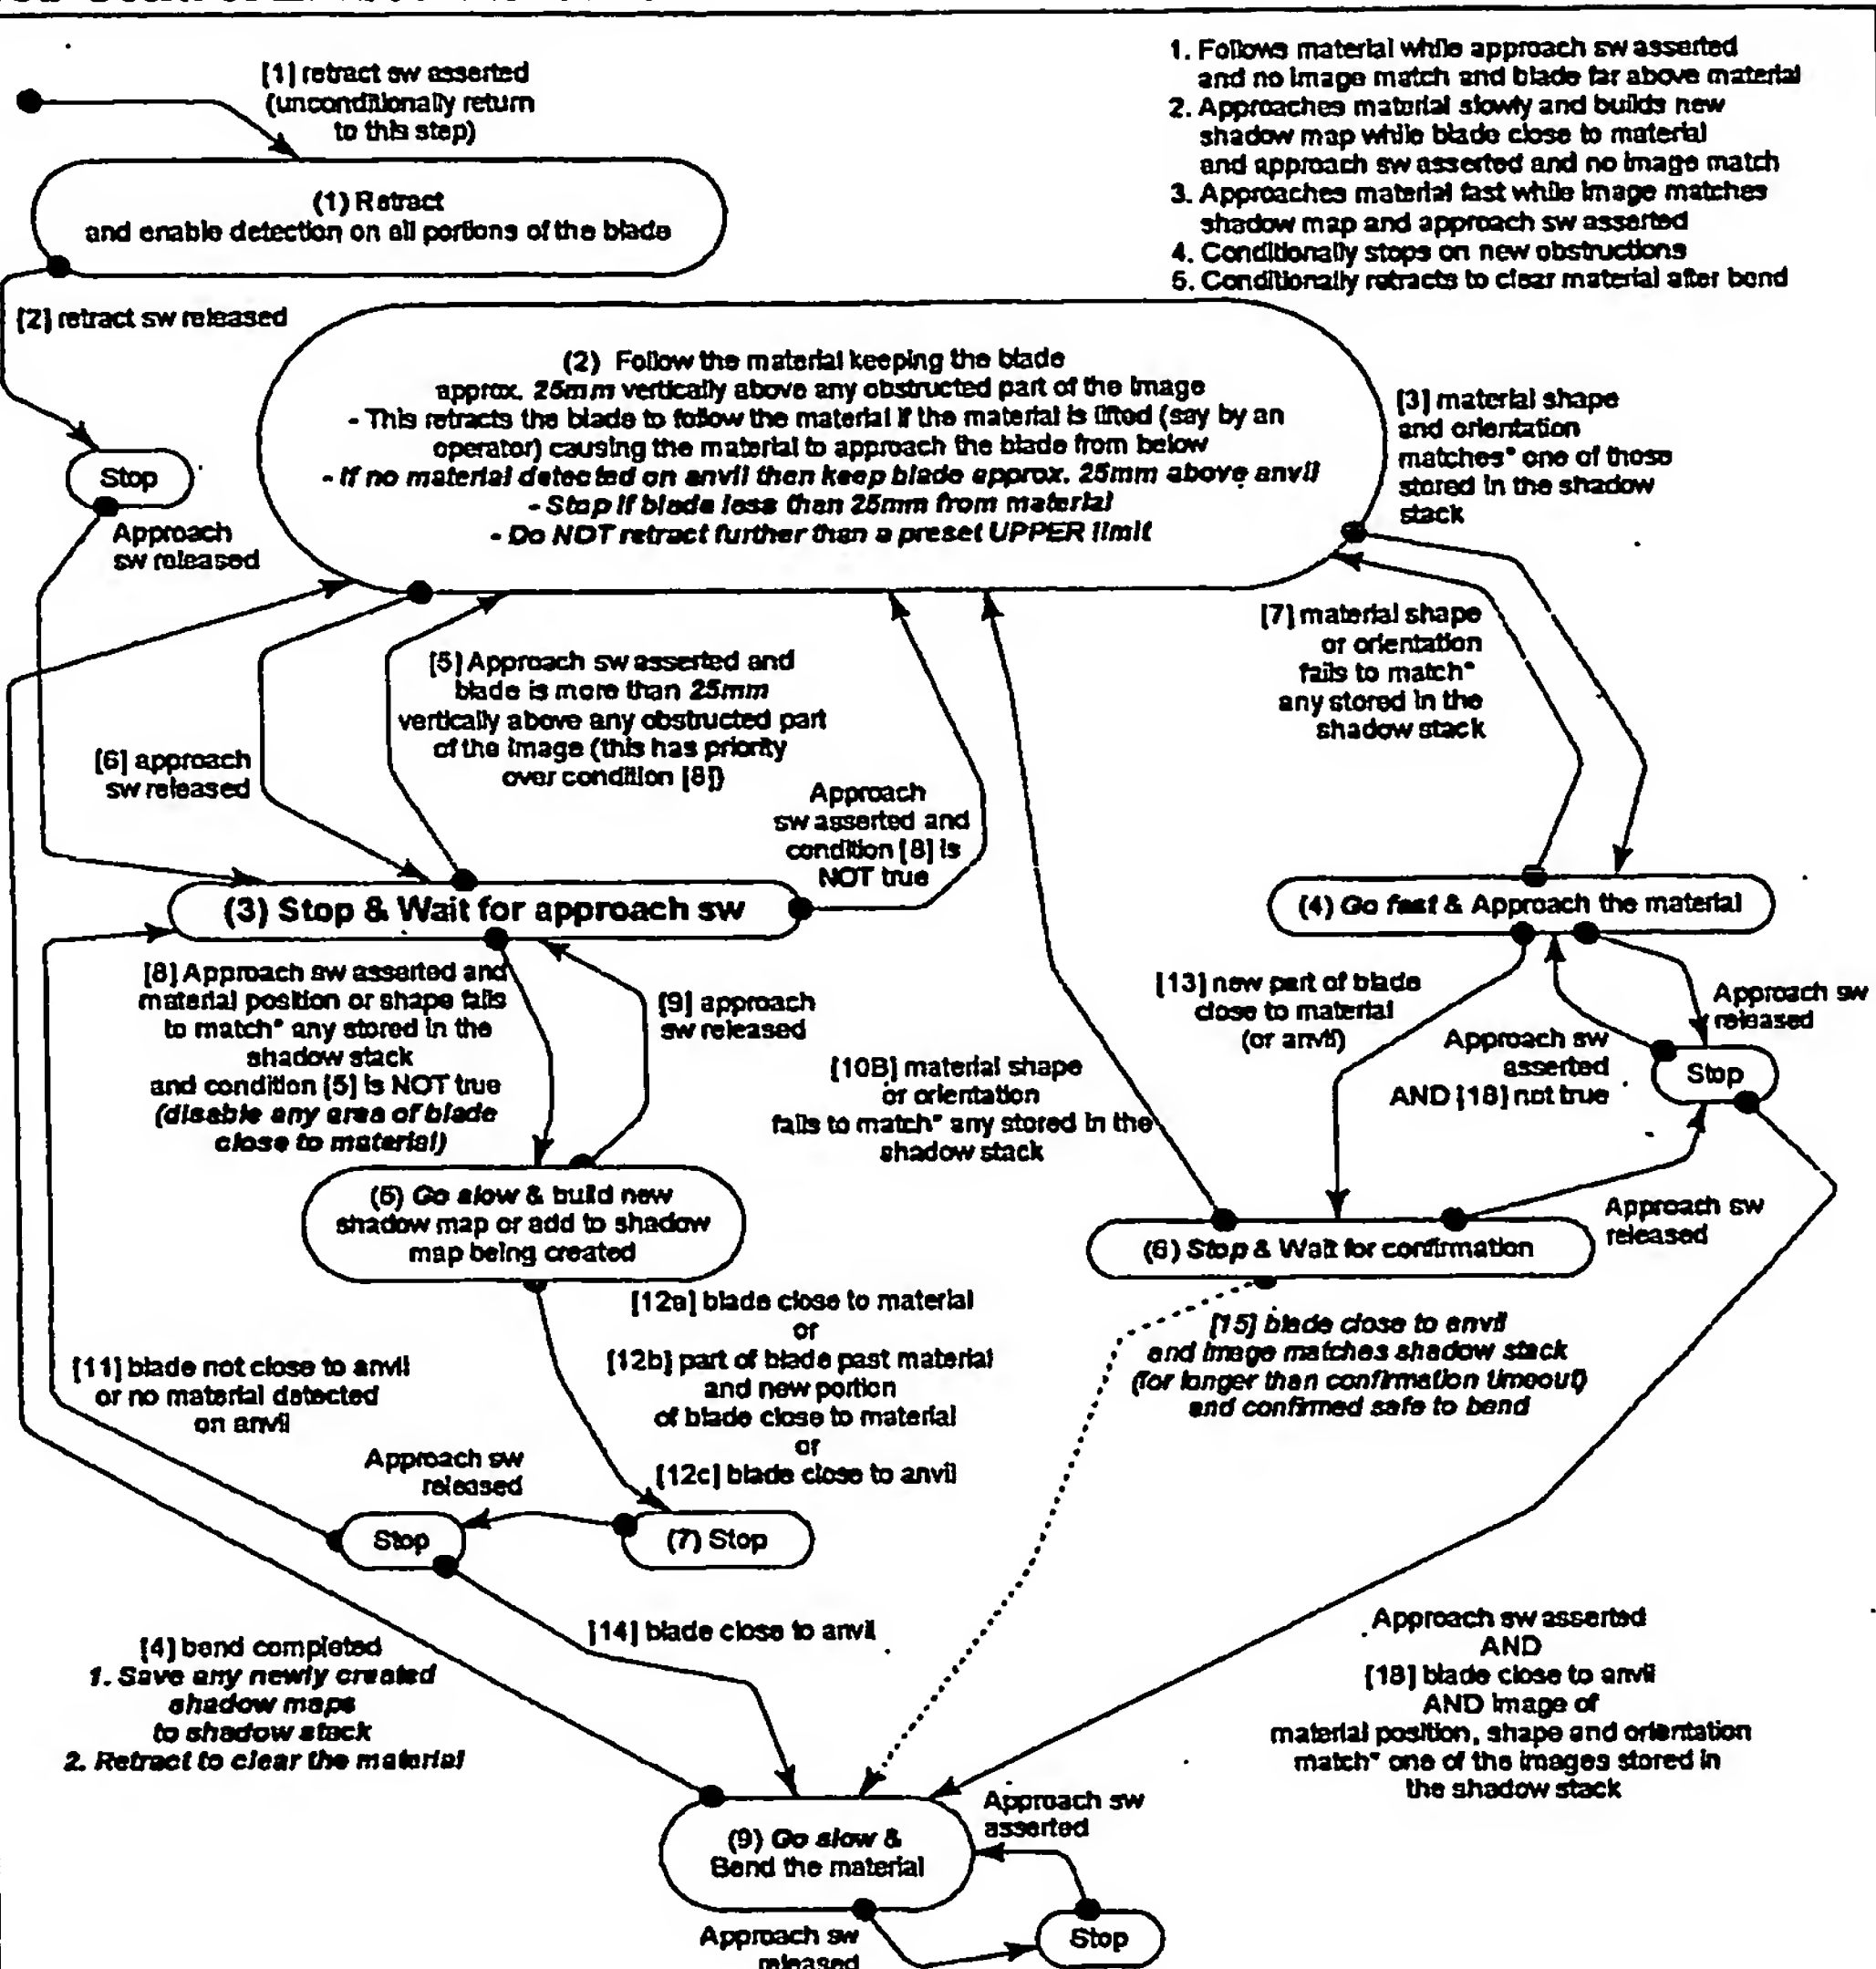 [1] retract sw asserted
(unconditionally return
to this step)
1. Follows material while approach sw asserted
and no image match and blade far above material
2. Approaches material slowly and builds new
shadow map while blade close to material
and approach sw asserted and no image match
3. Approaches material fast while image matches
shadow map and approach sw asserted
4. Conditionally stops on new obstructions
5. Conditionally retracts to clear material after bend
(1) Retract
and enable detection on all portions of the blade
[2] retract sw released
Stop
Approach
sw released
(2) Follow the material keeping the blade
approx. 25mm vertically above any obstructed part of the image
- This retracts the blade to follow the material if the material is lifted (say by an
operator) causing the material to approach the blade from below
- If no material detected on anvil then keep blade approx. 25mm above anvil
- Stop if blade less than 25mm from material
- Do NOT retract further than a preset UPPER limit
[3] material shape
and orientation
matches* one of those
stored in the shadow
stack
[7] material shape
or orientation
fails to match*
any stored in the
shadow stack
[5] Approach sw asserted and
blade is more than 25mm
vertically above any obstructed part
of the image (this has priority
over condition [8])
[6] approach
sw released
Approach
sw asserted and
condition [8] is
NOT true
(3) Stop & Wait for approach sw
(4) Go fast & Approach the material
[8] Approach sw asserted and
material position or shape fails
to match* any stored in the
shadow stack
and condition [5] is NOT true
(disable any area of blade
close to material)
[9] approach
sw released
[13] new part of blade
close to material
(or anvil)
Approach sw
released
Approach sw
asserted
AND [18] not true
Stop
[10B] material shape
or orientation
fails to match* any stored in the
shadow stack
(5) Go slow & build new
shadow map or add to shadow
map being created
Approach sw
released
(6) Stop & Wait for confirmation
[12a] blade close to material
or
[12b] part of blade past material
and new portion
of blade close to material
or
[12c] blade close to anvil
[15] blade close to anvil
and image matches shadow stack
(for longer than confirmation timeout)
and confirmed safe to bend
[11] blade not close to anvil
or no material detected
on anvil
Approach sw
released
Stop
(7) Stop
[14] blade close to anvil
[4] bend completed
1. Save any newly created
shadow maps
to shadow stack
2. Retract to clear the material
Approach sw asserted
AND
[18] blade close to anvil
AND image of
material position, shape and orientation
match* one of the images stored in
the shadow stack
(9) Go slow &
Bend the material
Approach sw
asserted
Approach sw
released
Stop